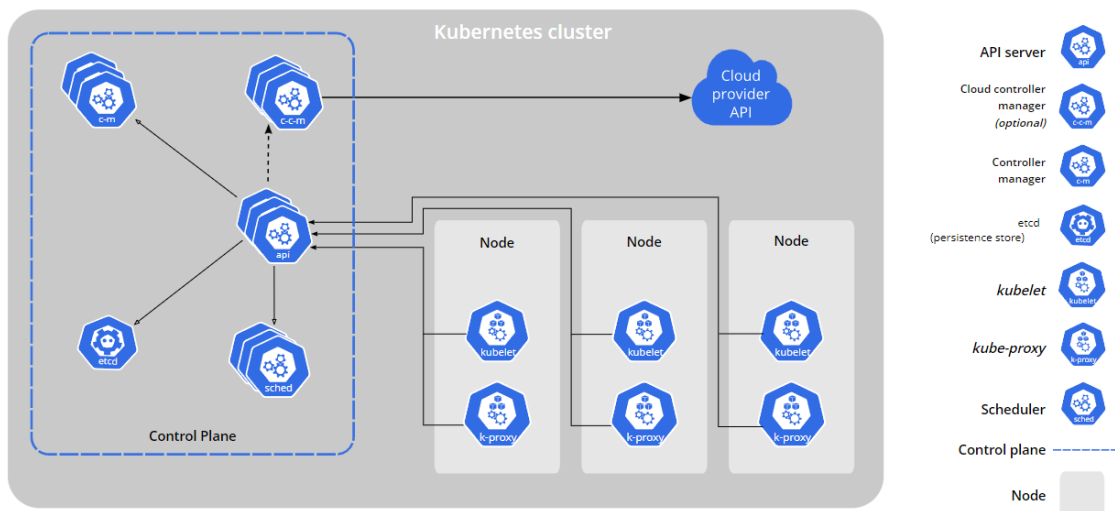 Kubernetes cluster
c-m
c-c-m
Cloud
provider
API
api
etcd
sched
Control Plane
Node
kubelet
k-proxy
Node
kubelet
k-proxy
Node
kubelet
k-proxy
API server
api
Cloud controller
manager
(optional)
c-c-m
Controller
manager
c-m
etcd
(persistence store)
etcd
kubelet
kubelet
kube-proxy
k-proxy
Scheduler
sched
Control plane
Node